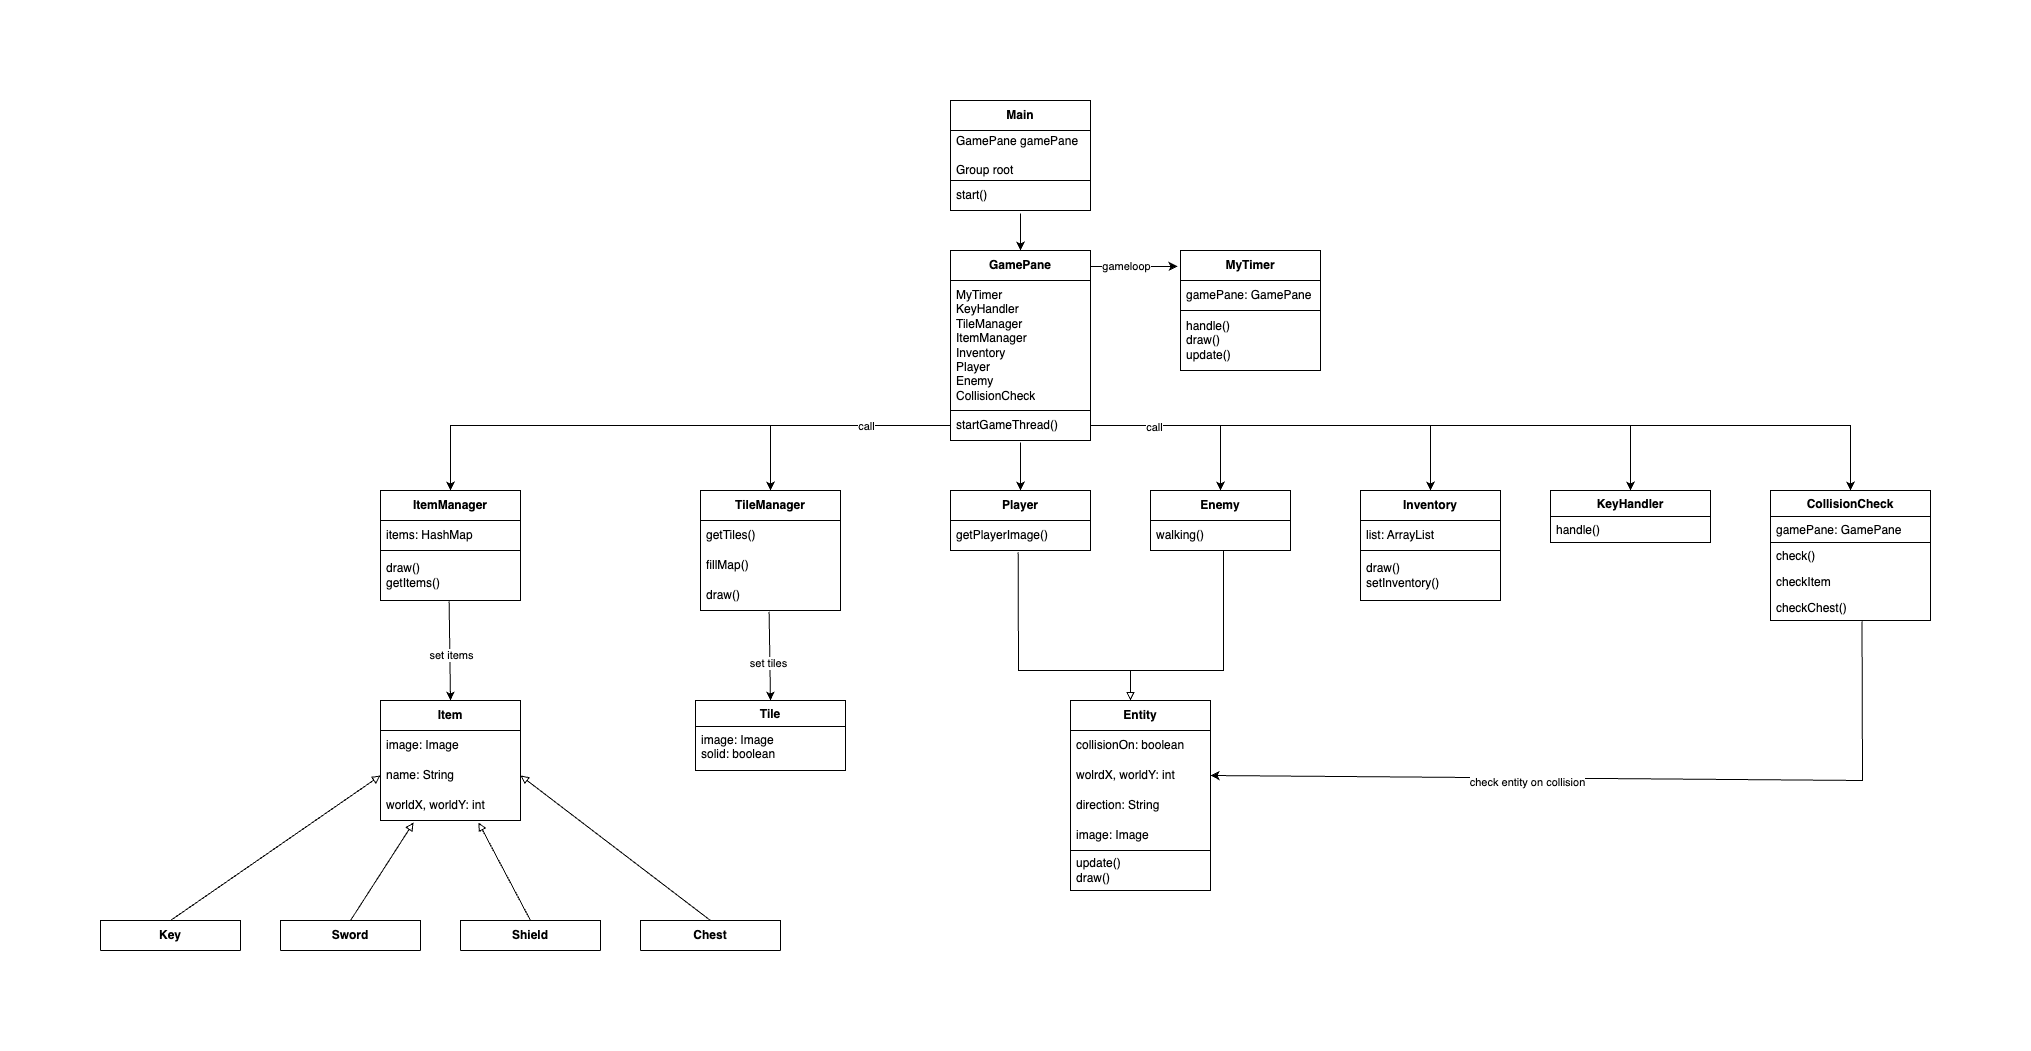 Main
GamePane gamePane
Group root
start()
GamePane
MyTimer
KeyHandler
TileManager
ItemManager
Inventory
Player
Enemy
CollisionCheck
startGameThread()
gameloop
MyTimer
gamePane: GamePane
handle()
draw()
update()
call
call
ItemManager
items: HashMap
draw()
getItems()
TileManager
getTiles()
fillMap()
draw()
Player
getPlayerImage()
Enemy
walking()
Inventory
list: ArrayList
draw()
setInventory()
KeyHandler
handle()
CollisionCheck
gamePane: GamePane
check()
checkItem
checkChest()
set items
set tiles
Item
image: Image
name: String
worldX, worldY: int
Tile
image: Image
solid: boolean
Entity
collisionOn: boolean
wolrdX, worldY: int
direction: String
image: Image
update()
draw()
check entity on collision
Key
Sword
Shield
Chest